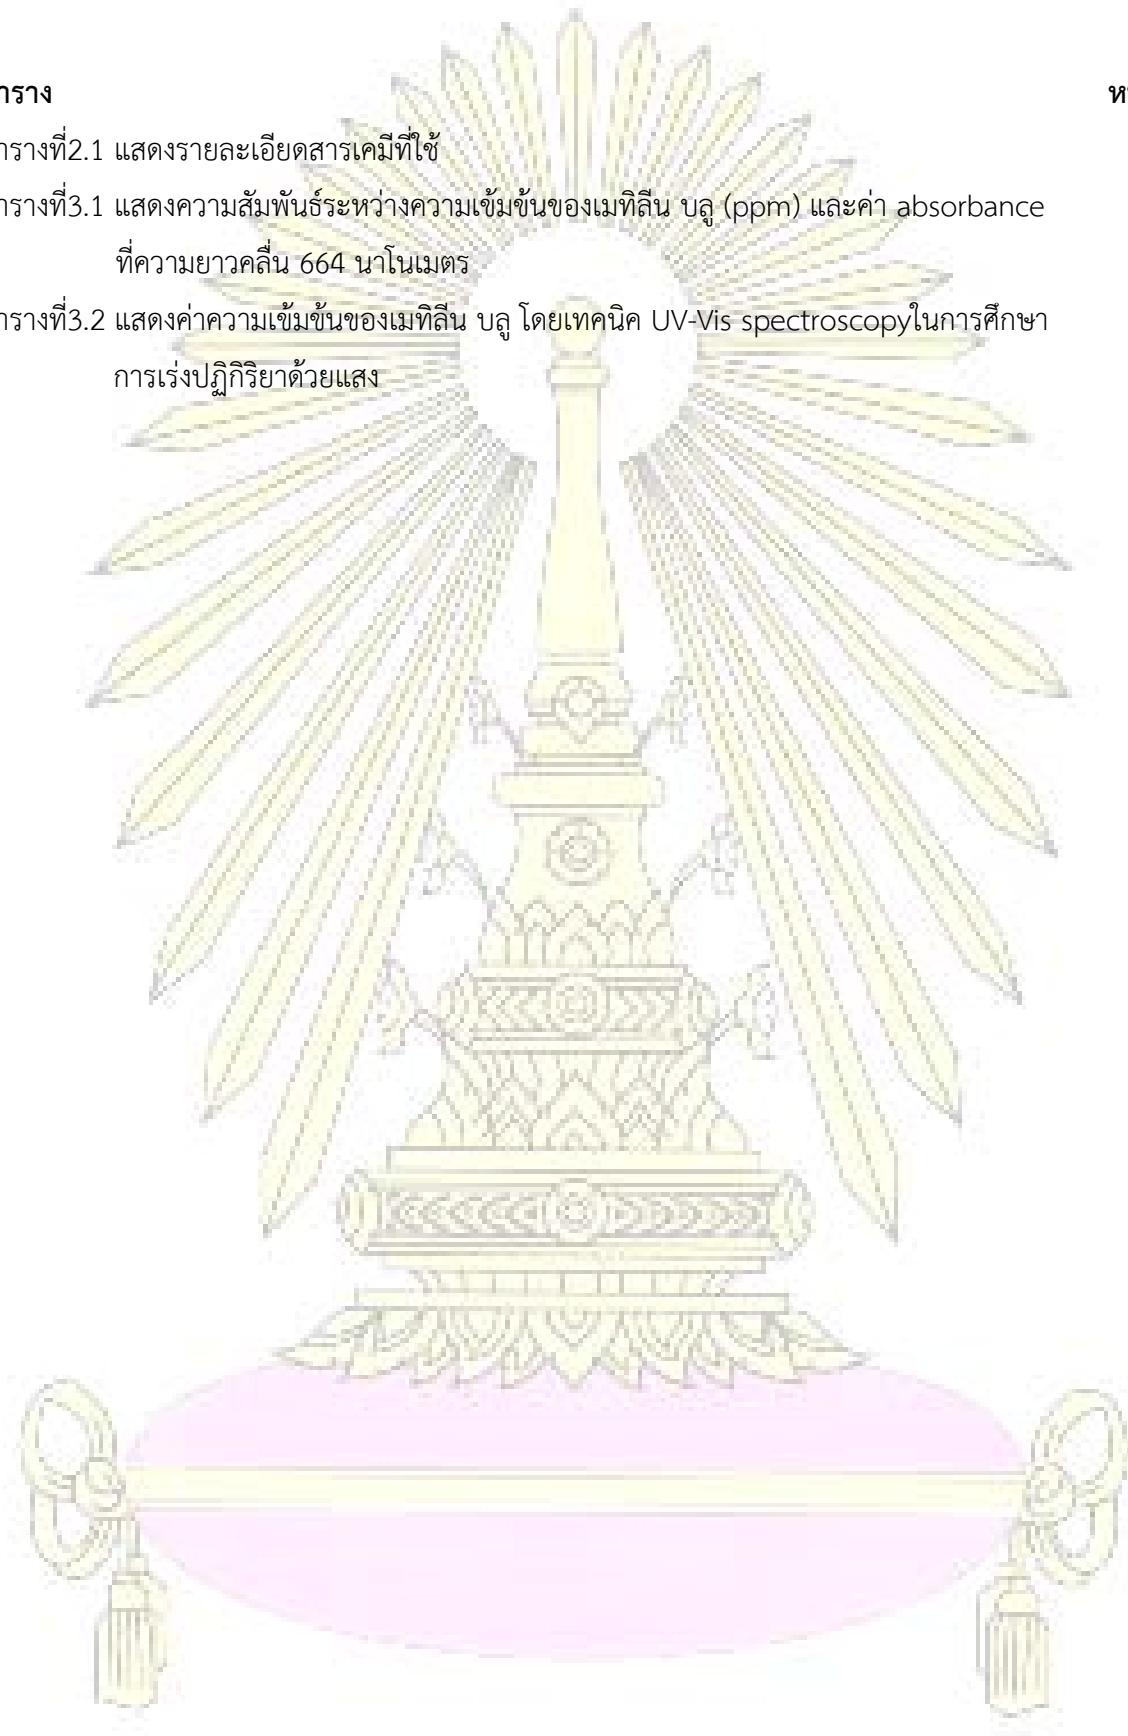 าราง ห
ารางที่2.1 แสดงรายละเอียดสารเคมีที่ใช้
ารางที่3.1 แสดงความสัมพันธ์ระหว่างความเข้มข้นของเมทิลีน บลู (ppm) และค่า absorbance
ที่ความยาวคลื่น 664 นาโนเมตร
ารางที่3.2 แสดงค่าความเข้มข้นของเมทิลีน บลู โดยเทคนิค UV-Vis spectroscopyในการศึกษา
การเร่งปฏิกิริยาด้วยแสง